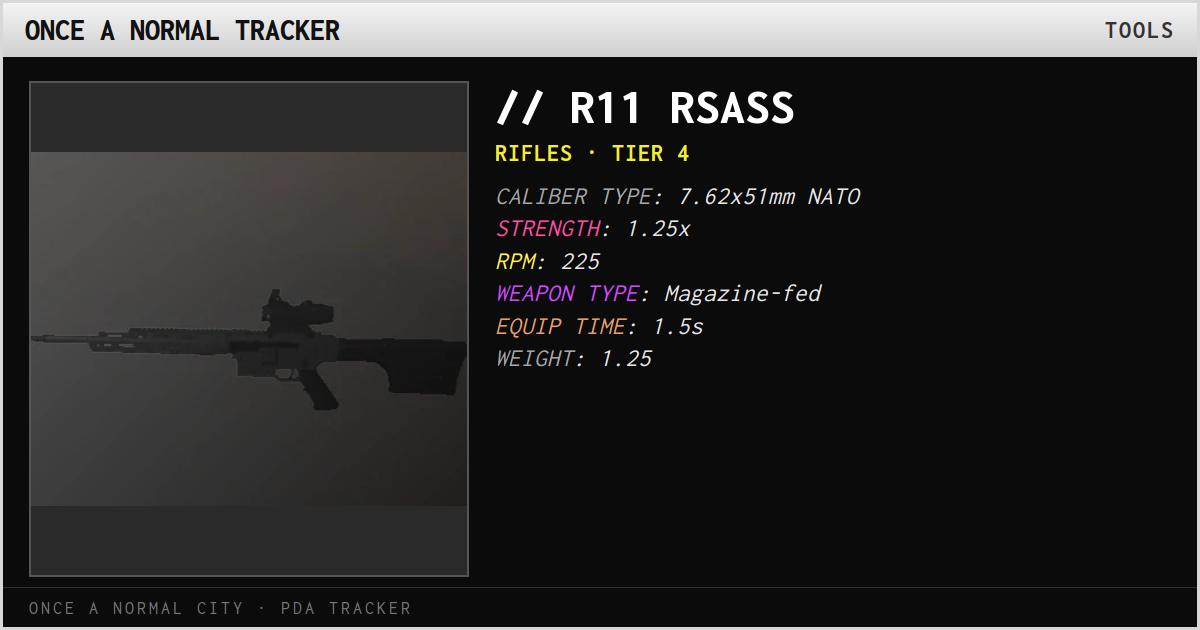 ONCE A NORMAL TRACKER
TOOLS
// R11 RSASS
RIFLES · TIER 4
CALIBER TYPE: 7.62x51mm NATO
STRENGTH: 1.25x
RPM: 225
WEAPON TYPE: Magazine-fed
EQUIP TIME: 1.5s
WEIGHT: 1.25
ONCE A NORMAL CITY · PDA TRACKER